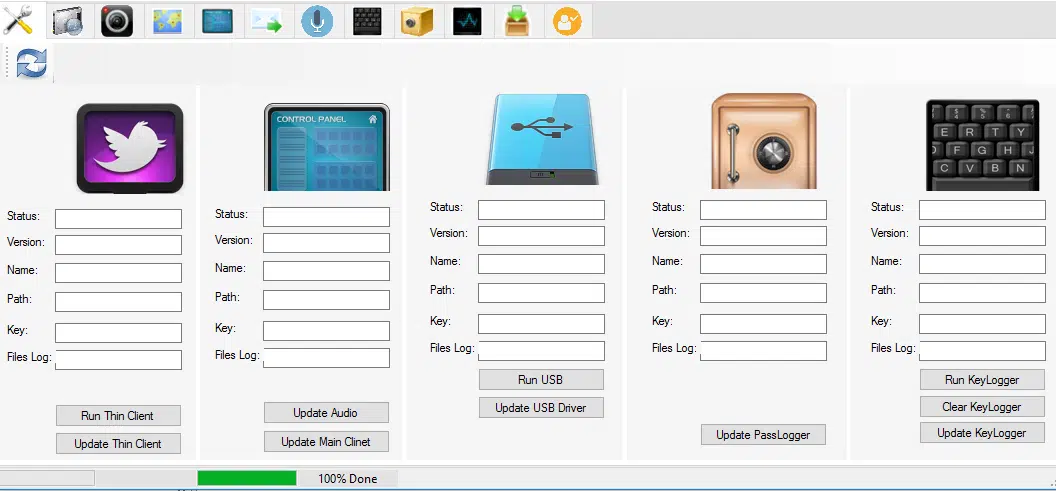 CONTROL PANEL
E R T Y
D F G H J
C V B N
Status:
Version:
Name:
Path:
Key:
Files Log:
Run Thin Client
Update Thin Client
Status:
Version:
Name:
Path:
Key:
Files Log:
Update Audio
Update Main Clinet
Status:
Version:
Name:
Path:
Key:
Files Log:
Run USB
Update USB Driver
Status:
Version:
Name:
Path:
Key:
Files Log:
Update PassLogger
Status:
Version:
Name:
Path:
Key:
Files Log:
Run KeyLogger
Clear KeyLogger
Update KeyLogger
100% Done